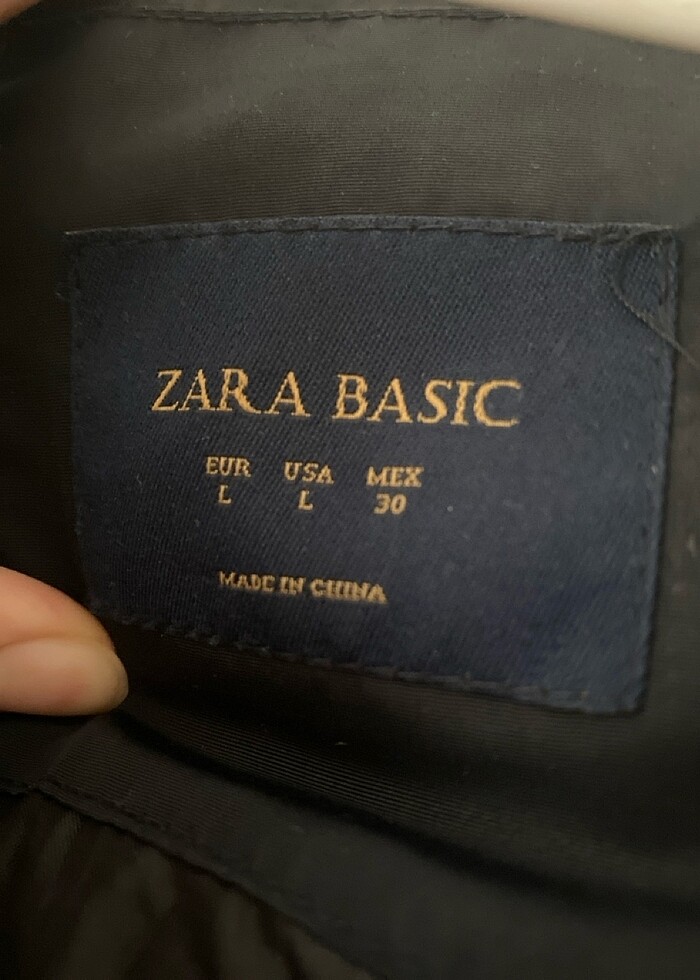 ZARA BASIC
EUR USA MEX
L L 30
MADE IN CHINA